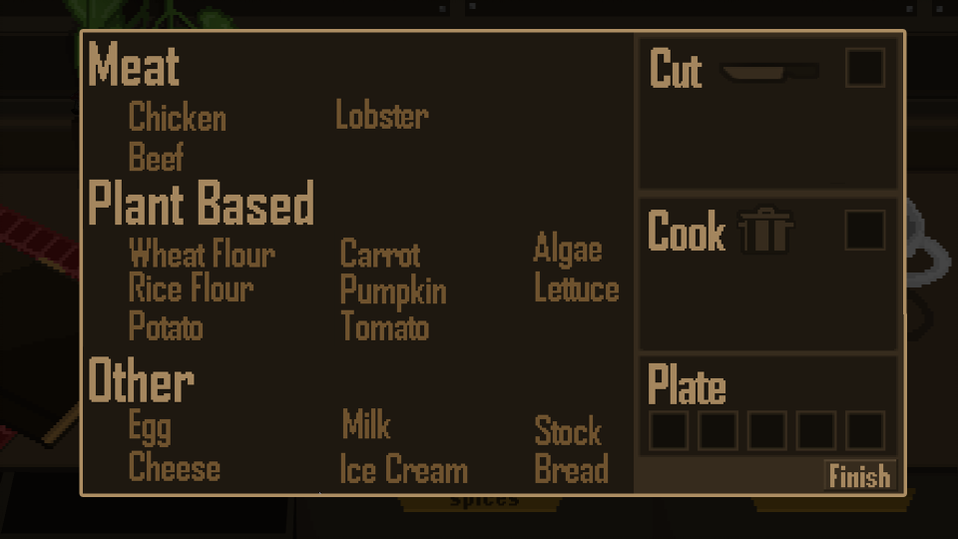 Meat
Chicken Lobster
Beef
Plant Based
Wheat Flour Carrot Algae
Rice Flour Pumpkin Lettuce
Potato Tomato
Other
Egg Milk Stock
Cheese Ice Cream Bread
Cut
Cook
Plate
Finish
spices